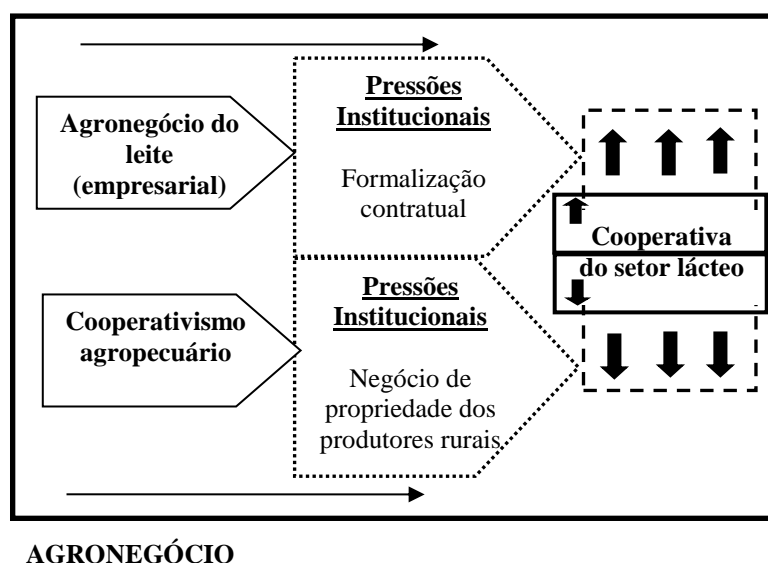 Agronegócio do
leite
(empresarial)
Pressões
Institucionais
Formalização
contratual
Cooperativismo
agropecuário
Pressões
Institucionais
Negócio de
propriedade dos
produtores rurais
Cooperativa
do setor lácteo
AGRONEGÓCIO